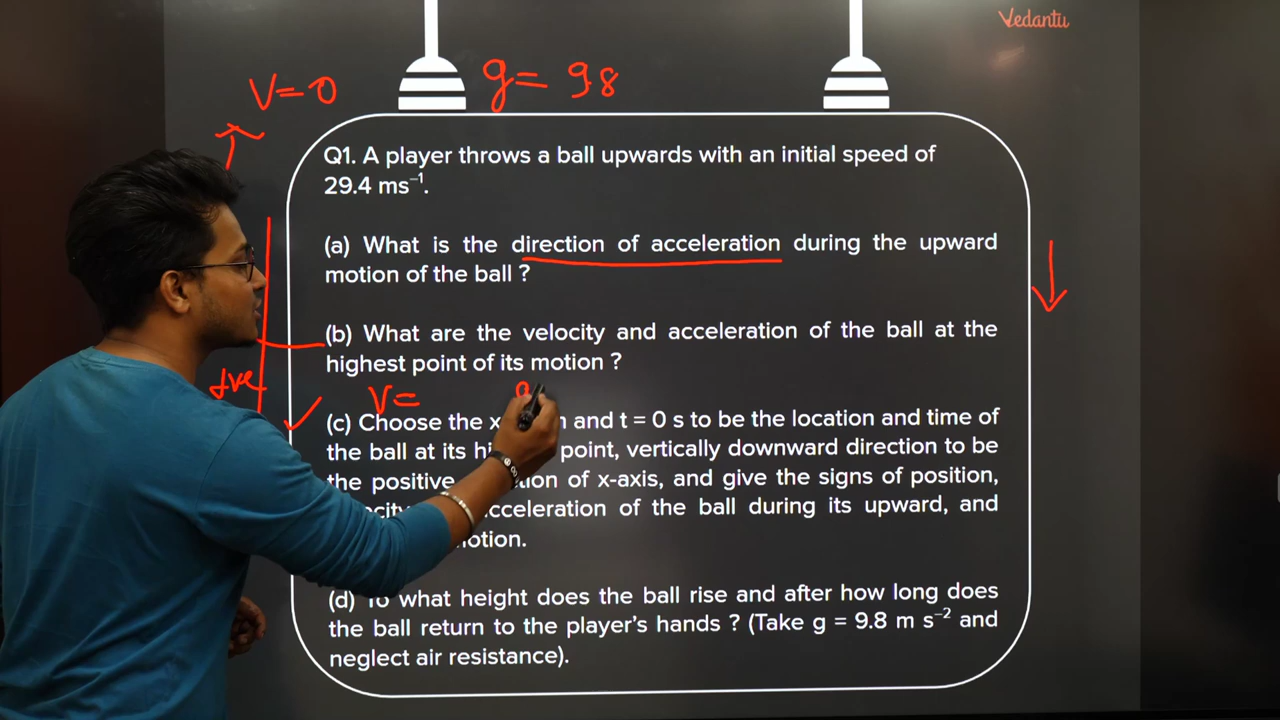 Vedantu
V=0
g= 9.8
Q1. A player throws a ball upwards with an initial speed of
29.4 ms⁻¹.
(a) What is the direction of acceleration during the upward
motion of the ball ?
(b) What are the velocity and acceleration of the ball at the
highest point of its motion ?
+ve
V=
(c) Choose the and t = 0 s to be the location and time of
the ball at its point, vertically downward direction to be
the positive of x-axis, and give the signs of position,
of the ball during its upward, and
(d) To what height does the ball rise and after how long does
the ball return to the player's hands ? (Take g = 9.8 m s⁻² and
neglect air resistance).